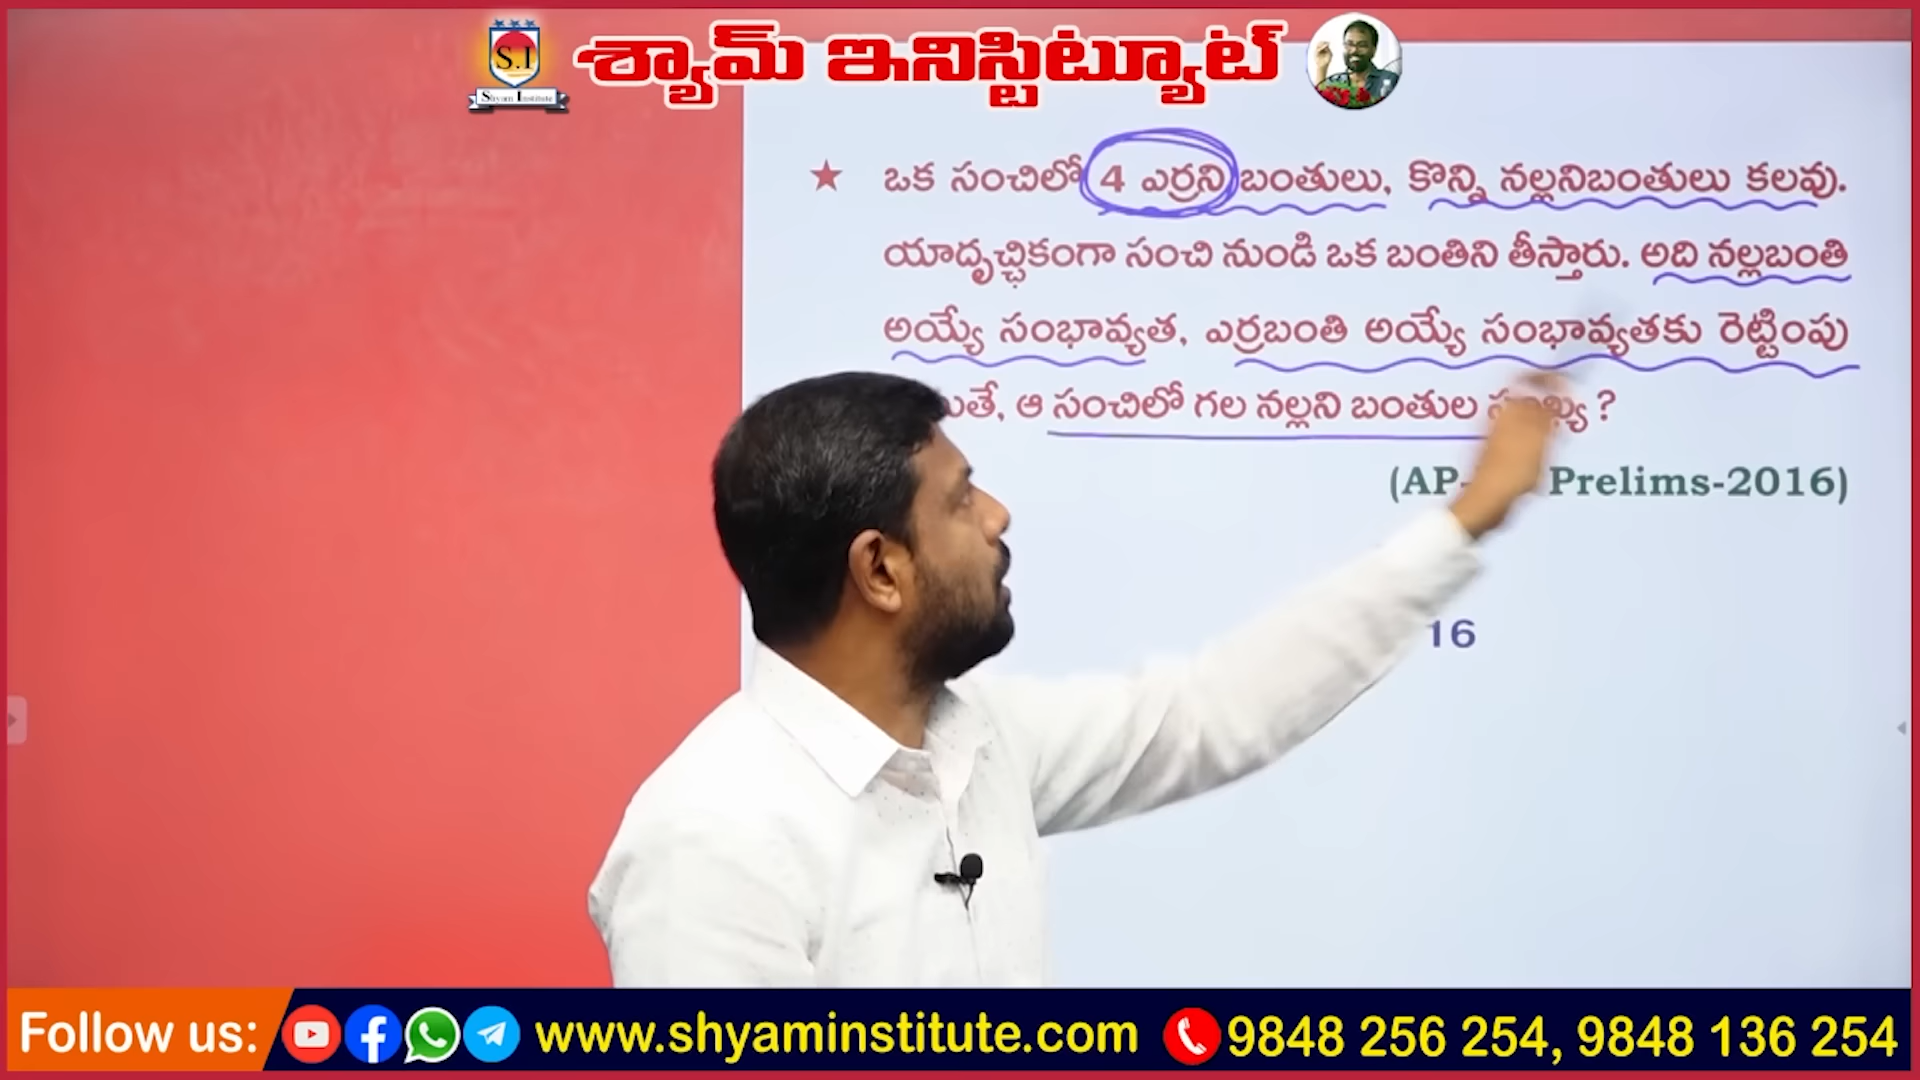 S.I
Shyam Institute
శ్యామ్ ఇనిస్టిట్యూట్
★ ఒక సంచిలో 4 ఎర్రని బంతులు, కొన్ని నల్లనిబంతులు కలవు.
యాదృచ్ఛికంగా సంచి నుండి ఒక బంతిని తీస్తారు. అది నల్లబంతి
అయ్యే సంభావ్యత, ఎర్రబంతి అయ్యే సంభావ్యతకు రెట్టింపు
ఆ సంచిలో గల నల్లని బంతుల ?
(AP- Prelims-2016)
16
Follow us: www.shyaminstitute.com 9848 256 254, 9848 136 254